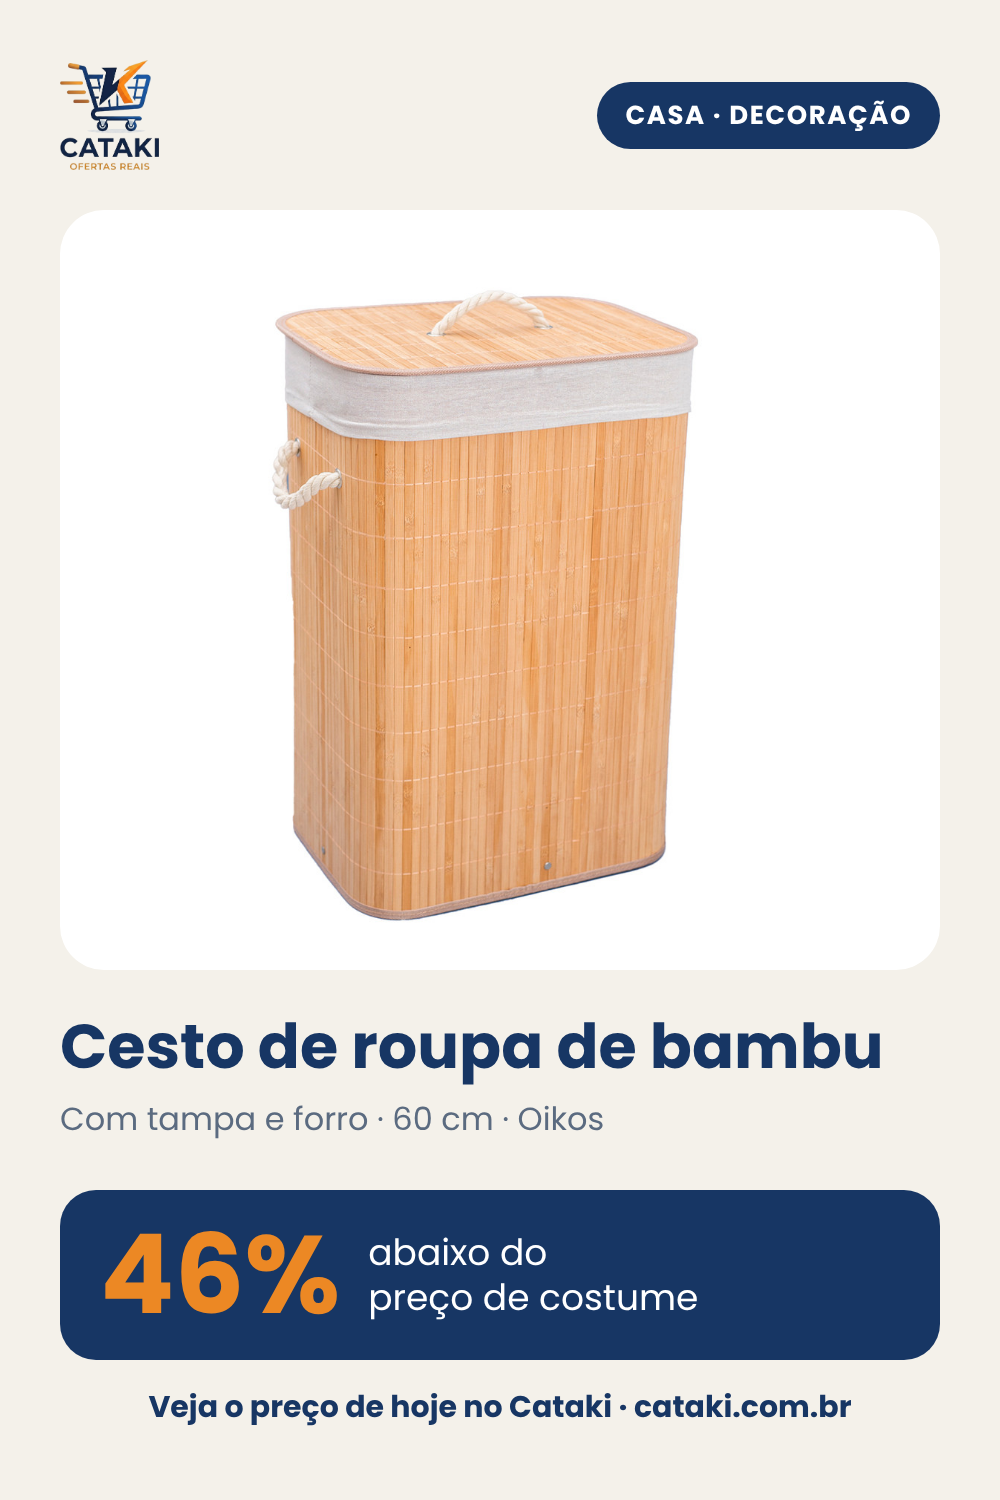 CATAKI
OFERTAS REAIS
CASA · DECORAÇÃO
Cesto de roupa de bambu
Com tampa e forro · 60 cm · Oikos
46%
abaixo do
preço de costume
Veja o preço de hoje no Cataki · cataki.com.br